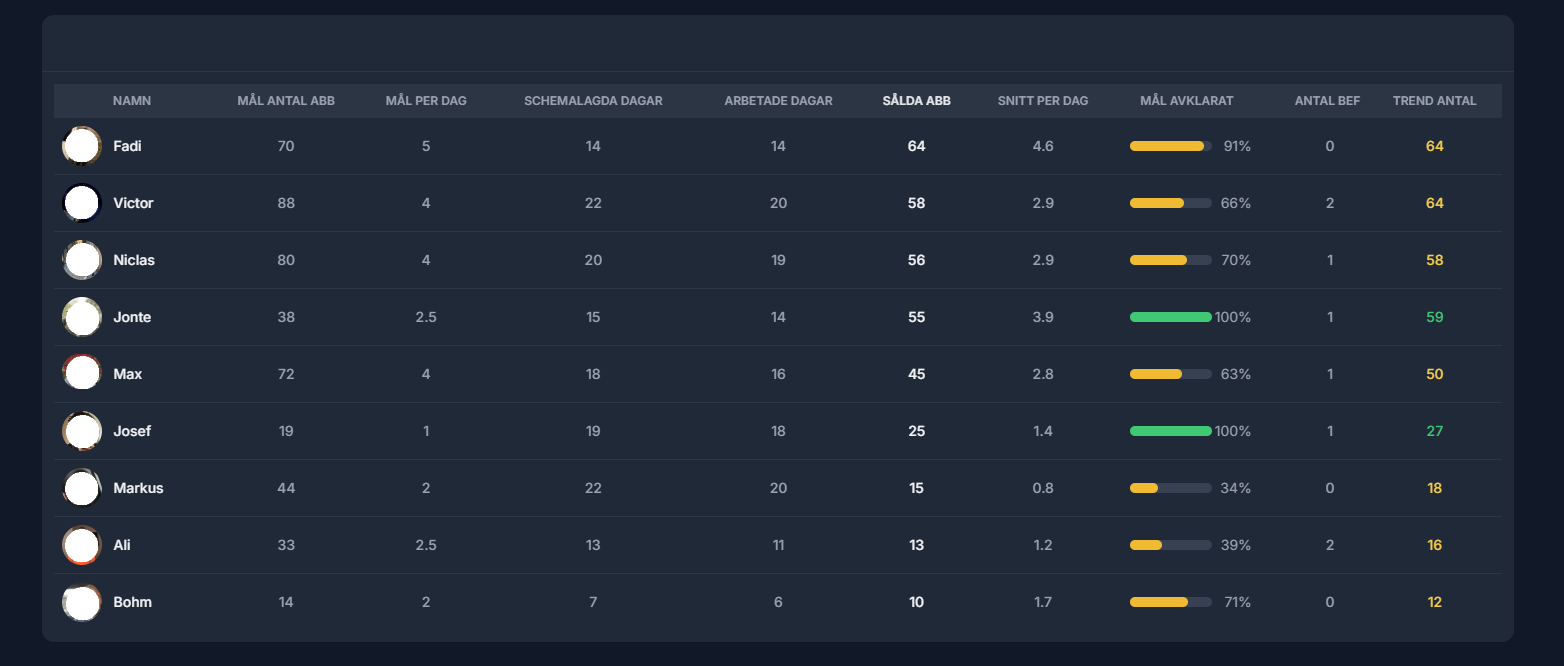 NAMN MÅL ANTAL ABB MÅL PER DAG SCHEMALAGDA DAGAR ARBETADE DAGAR SÅLDA ABB SNITT PER DAG MÅL AVKLARAT ANTAL BEF TREND ANTAL
Fadi 70 5 14 14 64 4.6 91% 0 64
Victor 88 4 22 20 58 2.9 66% 2 64
Niclas 80 4 20 19 56 2.9 70% 1 58
Jonte 38 2.5 15 14 55 3.9 100% 1 59
Max 72 4 18 16 45 2.8 63% 1 50
Josef 19 1 19 18 25 1.4 100% 1 27
Markus 44 2 22 20 15 0.8 34% 0 18
Ali 33 2.5 13 11 13 1.2 39% 2 16
Bohm 14 2 7 6 10 1.7 71% 0 12